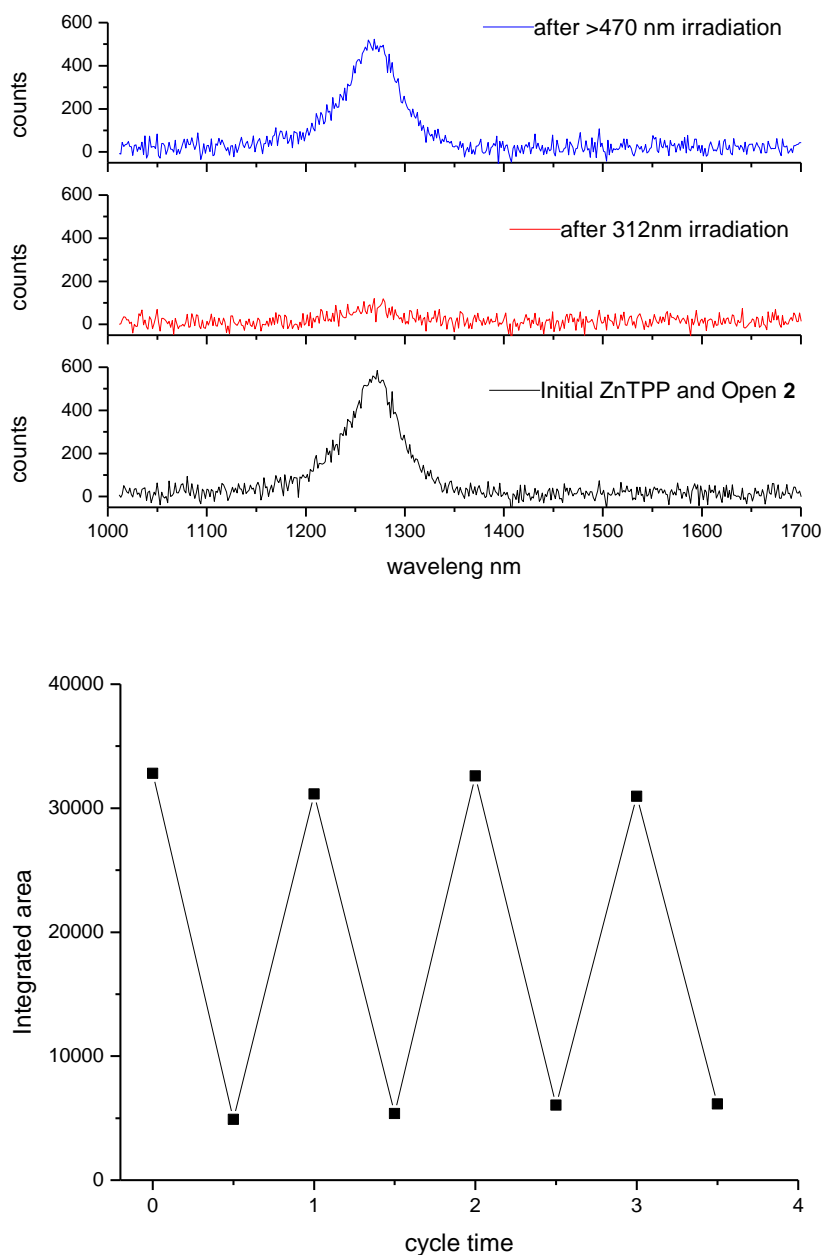 600
400
200
0
counts
after >470 nm irradiation
600
400
200
0
counts
after 312nm irradiation
600
400
200
0
counts
Initial ZnTPP and Open 2
1000 1100 1200 1300 1400 1500 1600 1700
waveleng nm
40000
30000
20000
10000
0
Integrated area
0 1 2 3 4
cycle time